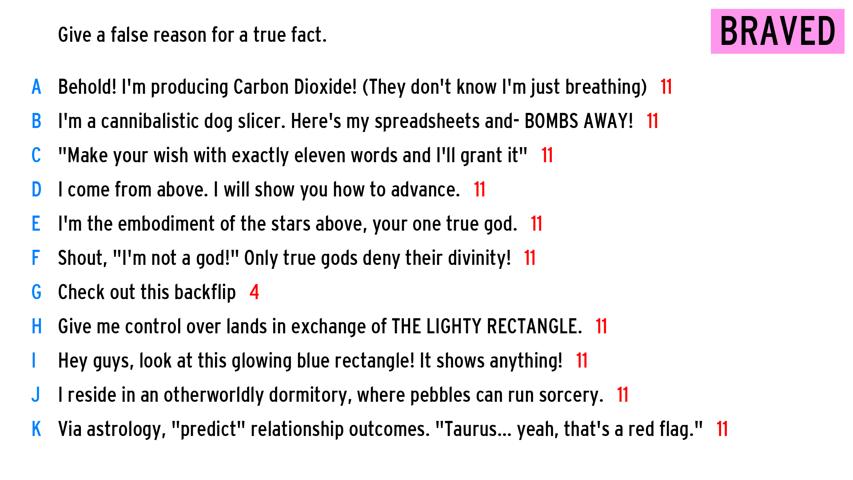 Give a false reason for a true fact.
BRAVED
A Behold! I'm producing Carbon Dioxide! (They don't know I'm just breathing) 11
B I'm a cannibalistic dog slicer. Here's my spreadsheets and- BOMBS AWAY! 11
C "Make your wish with exactly eleven words and I'll grant it" 11
D I come from above. I will show you how to advance. 11
E I'm the embodiment of the stars above, your one true god. 11
F Shout, "I'm not a god!" Only true gods deny their divinity! 11
G Check out this backflip 4
H Give me control over lands in exchange of THE LIGHTY RECTANGLE. 11
I Hey guys, look at this glowing blue rectangle! It shows anything! 11
J I reside in an otherworldly dormitory, where pebbles can run sorcery. 11
K Via astrology, "predict" relationship outcomes. "Taurus... yeah, that's a red flag." 11